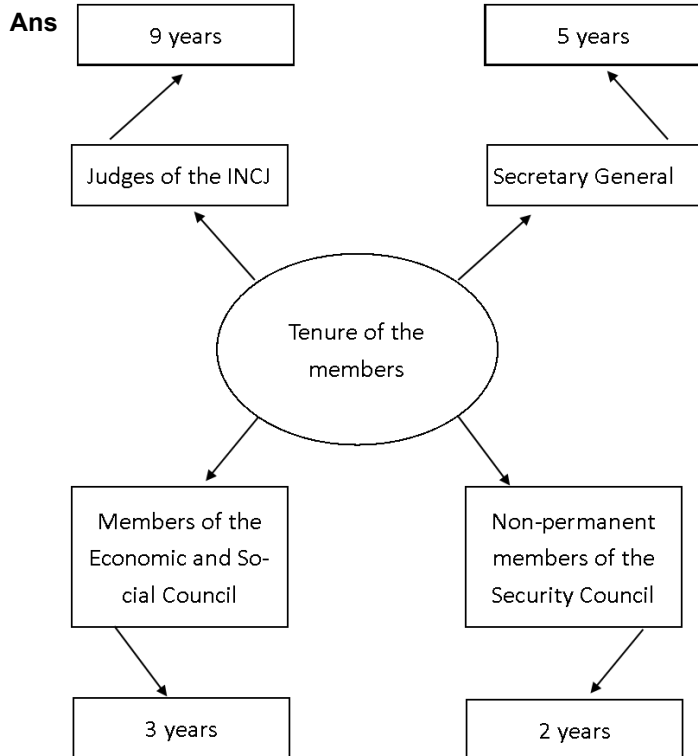 Ans
9 years
5 years
Judges of the INCJ
Secretary General
Tenure of the
members
Members of the
Economic and So-
cial Council
Non-permanent
members of the
Security Council
3 years
2 years